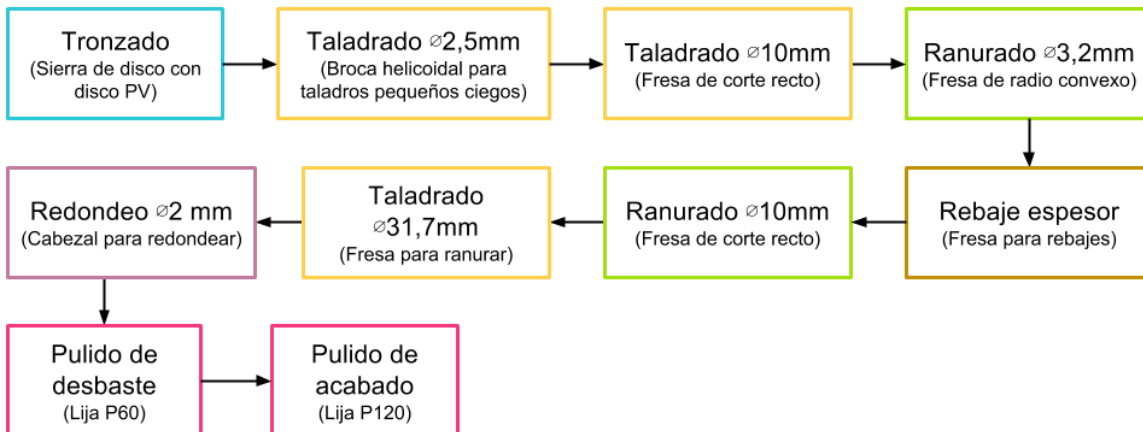 Tronzado
(Sierra de disco con
disco PV)
Taladrado ∅2,5mm
(Broca helicoidal para
taladros pequeños ciegos)
Taladrado ∅10mm
(Fresa de corte recto)
Ranurado ∅3,2mm
(Fresa de radio convexo)
Rebaje espesor
(Fresa para rebajes)
Ranurado ∅10mm
(Fresa de corte recto)
Taladrado
∅31,7mm
(Fresa para ranurar)
Redondeo ∅2 mm
(Cabezal para redondear)
Pulido de
desbaste
(Lija P60)
Pulido de
acabado
(Lija P120)